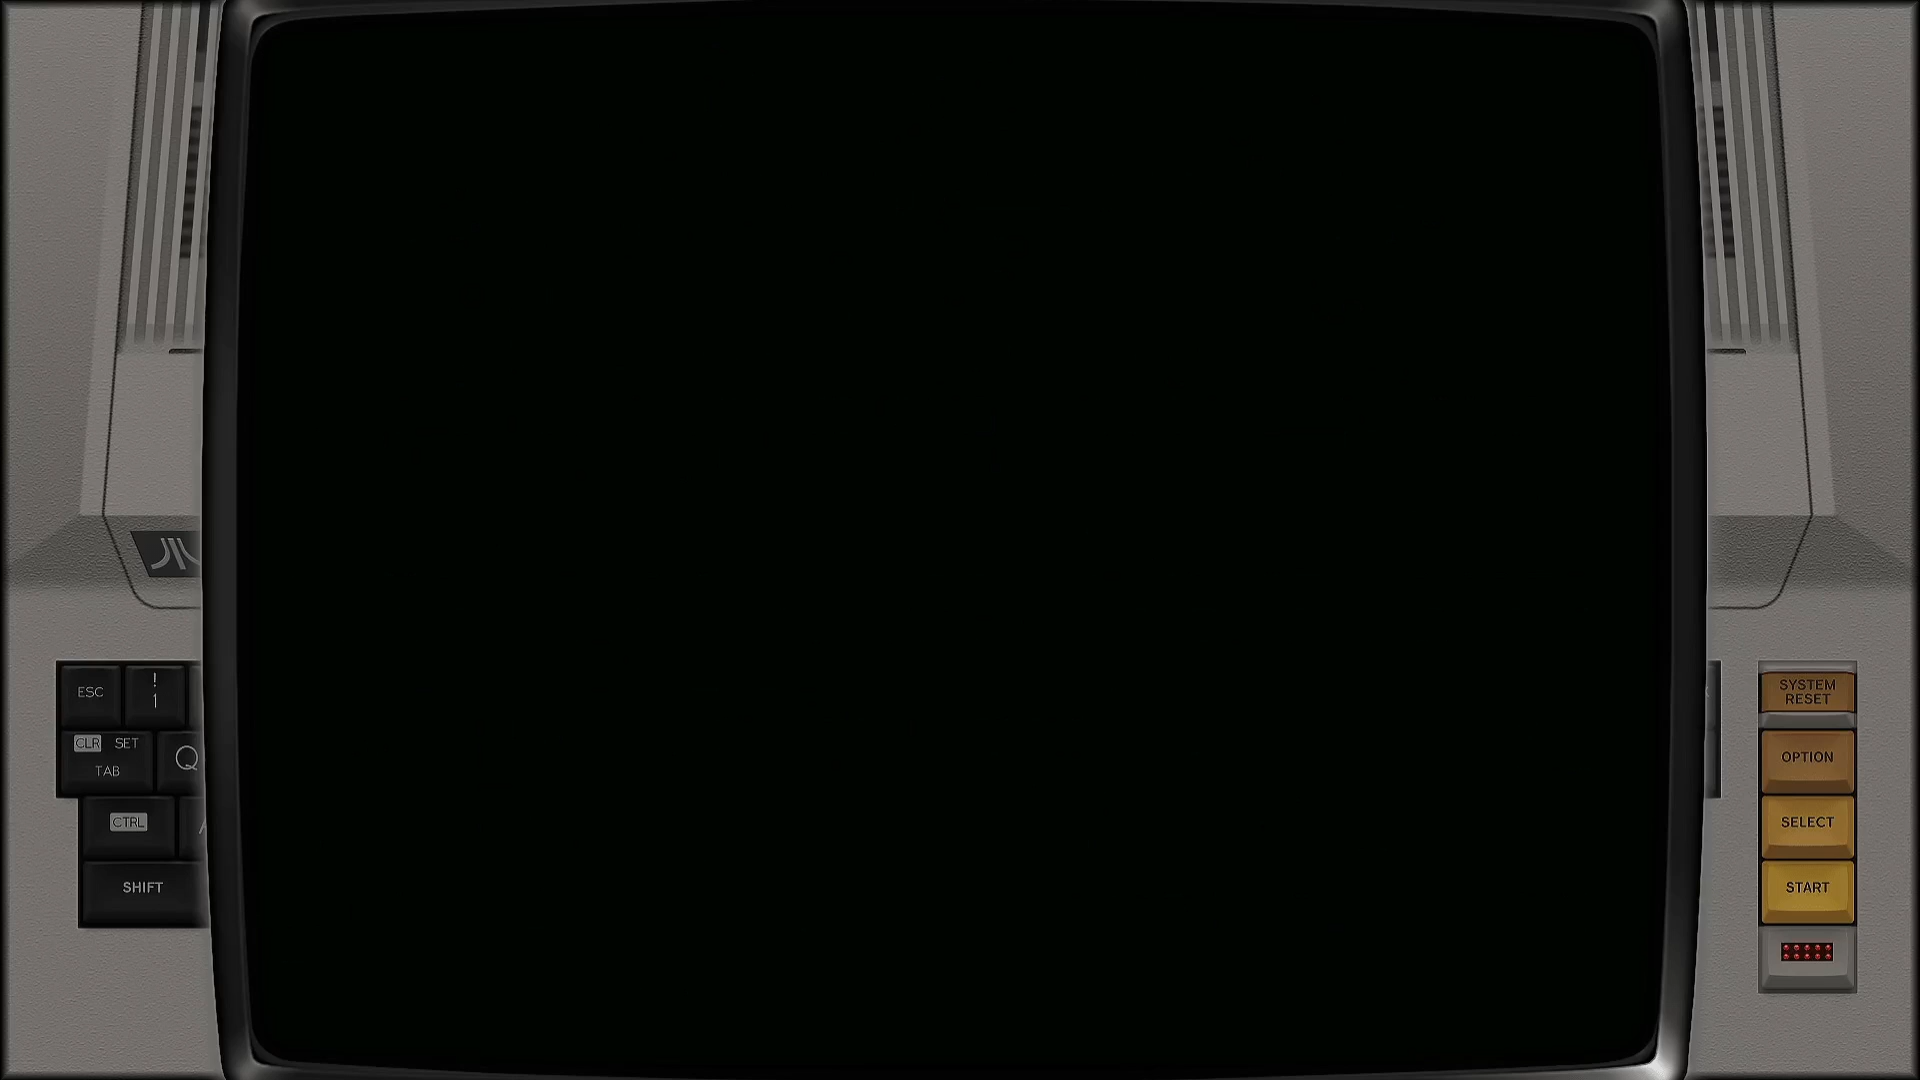 ESC
!
1
CLR SET
TAB
Q
CTRL
SHIFT
SYSTEM
RESET
OPTION
SELECT
START